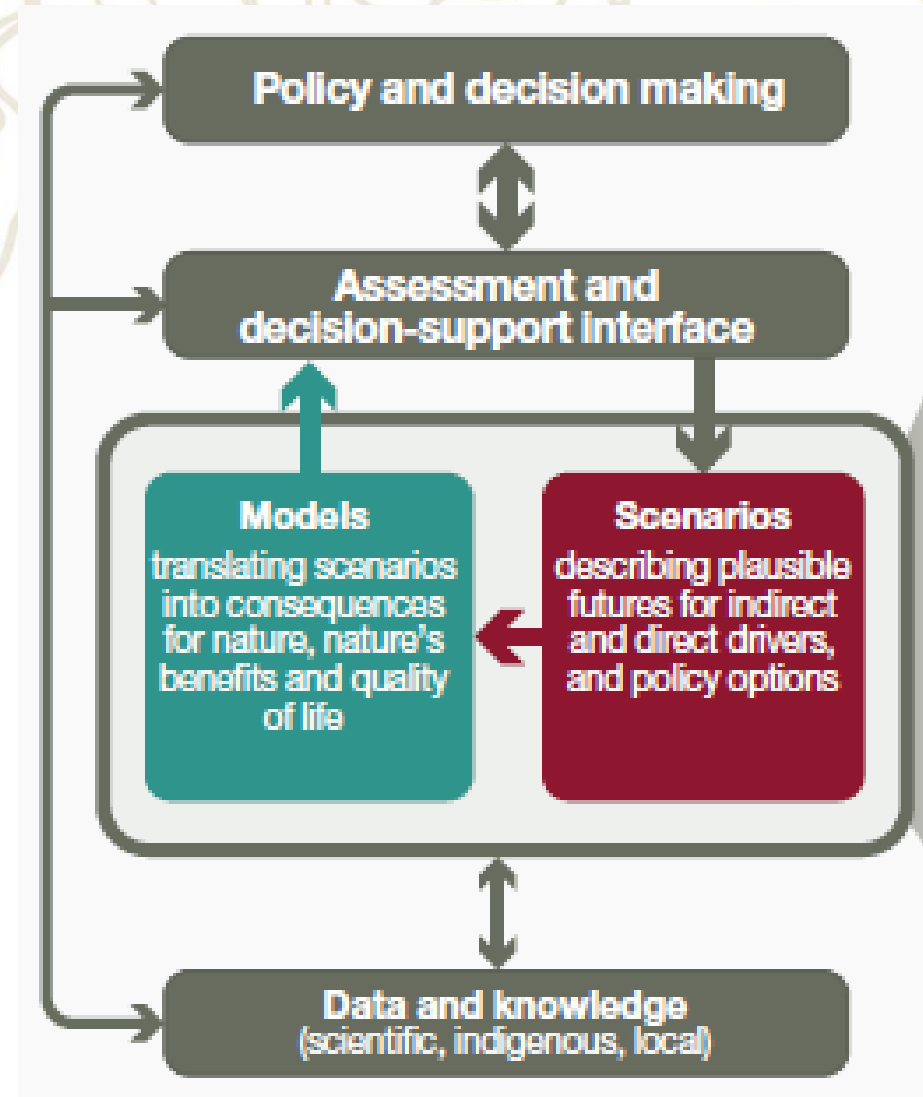 Policy and decision making
Assessment and
decision-support interface
Models
translating scenarios
into consequences
for nature, nature's
benefits and quality
of life
Scenarios
describing plausible
futures for indirect
and direct drivers,
and policy options
Data and knowledge
(scientific, indigenous, local)